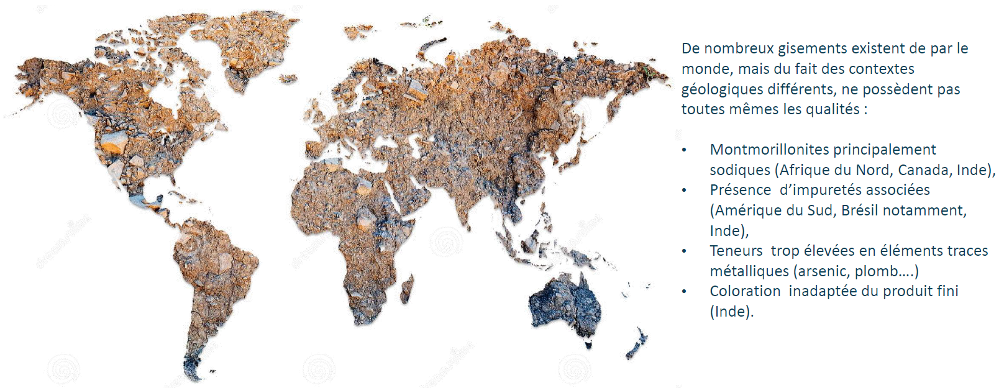 De nombreux gisements existent de par le
monde, mais du fait des contextes
géologiques différents, ne possèdent pas
toutes mêmes les qualités :
• Montmorillonites principalement
sodiques (Afrique du Nord, Canada, Inde),
• Présence d’impuretés associées
(Amérique du Sud, Brésil notamment,
Inde),
• Teneurs trop élevées en éléments traces
métalliques (arsenic, plomb....)
• Coloration inadaptée du produit fini
(Inde).